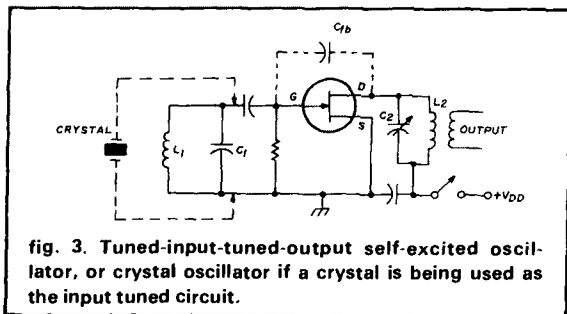 Cfb
G
D
S
CRYSTAL
L1
C1
C2
L2
OUTPUT
+VDD
fig. 3. Tuned-input-tuned-output self-excited oscil-
lator, or crystal oscillator if a crystal is being used as
the input tuned circuit.